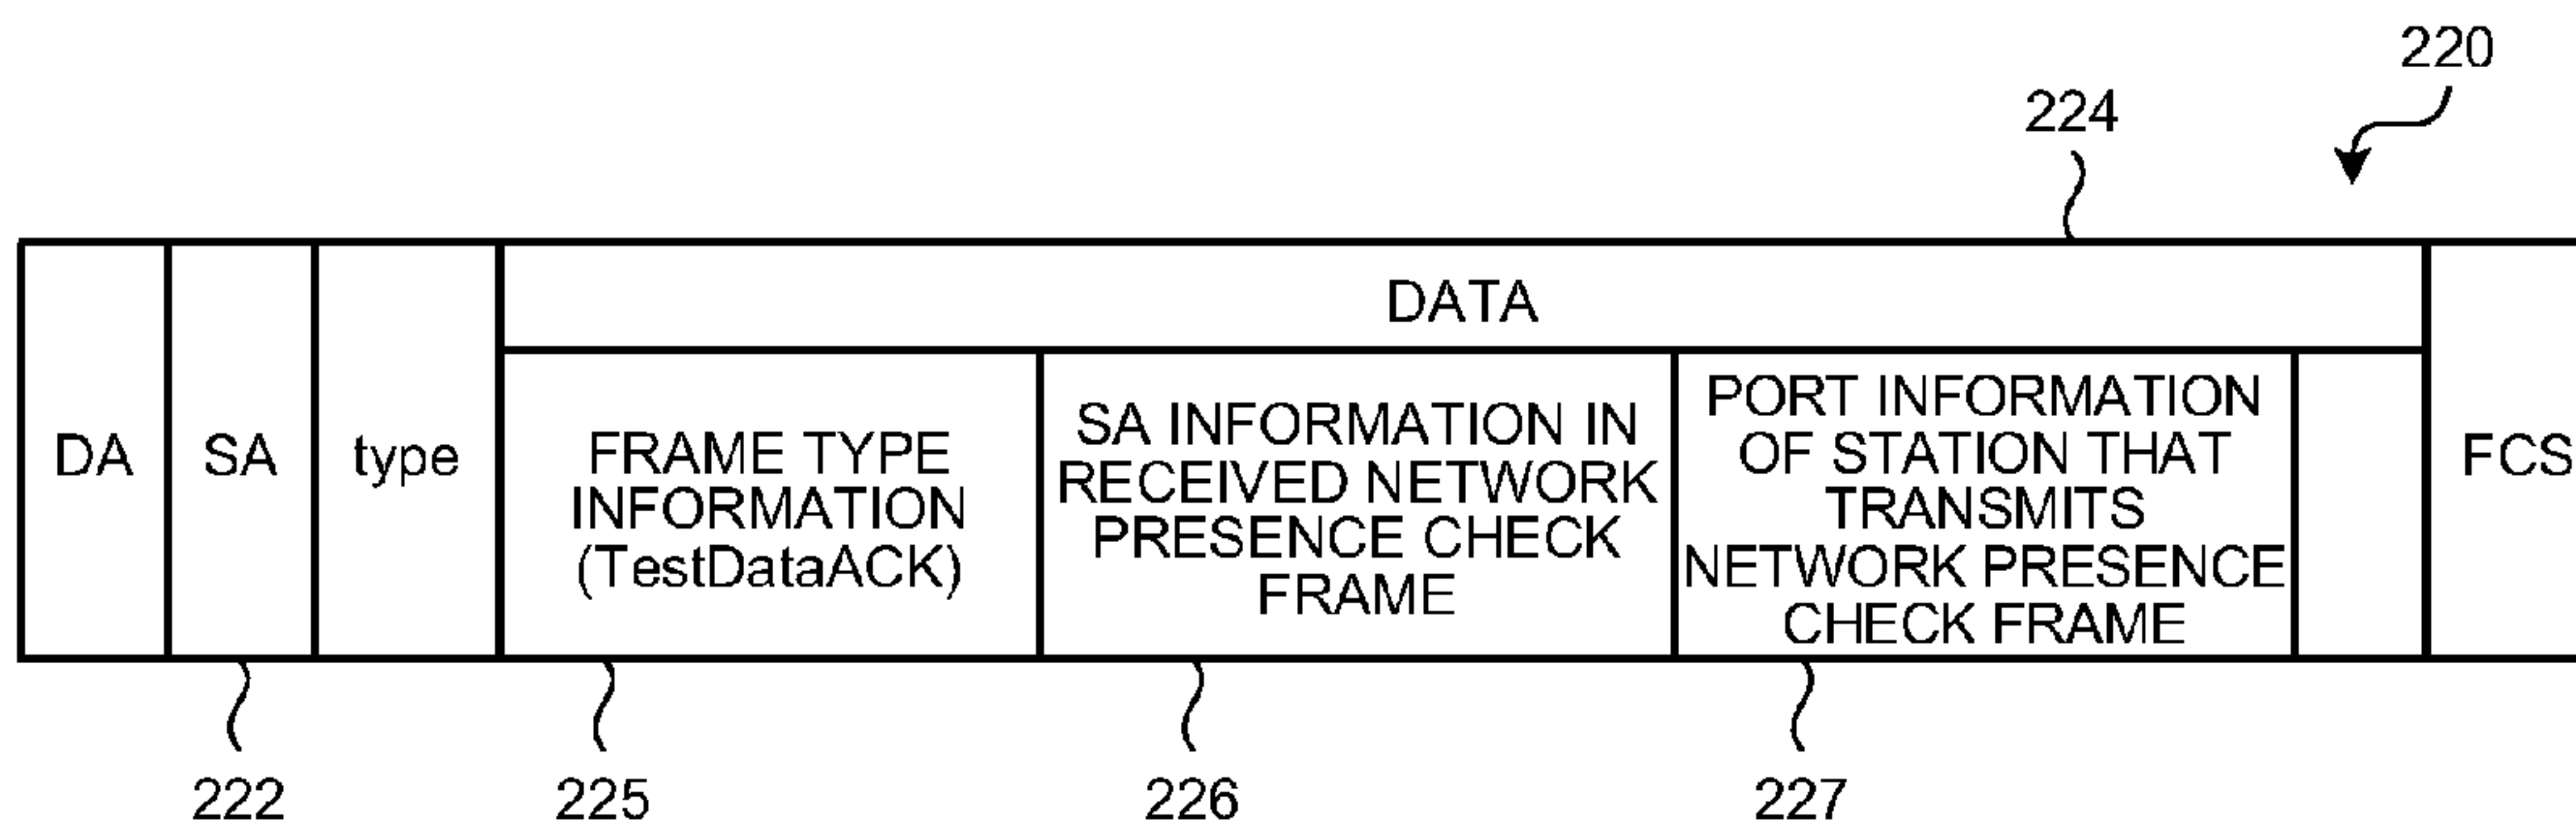 220
224
DATA
DA
SA
type
FRAME TYPE
INFORMATION
(TestDataACK)
SA INFORMATION IN
RECEIVED NETWORK
PRESENCE CHECK
FRAME
PORT INFORMATION
OF STATION THAT
TRANSMITS
NETWORK PRESENCE
CHECK FRAME
FCS
222
225
226
227